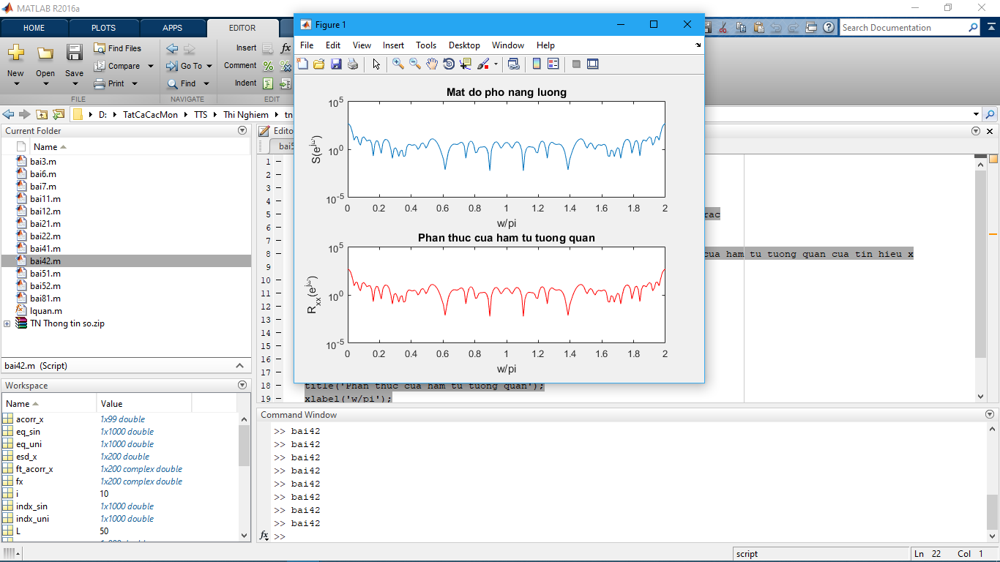 MATLAB R2016a
HOME PLOTS APPS EDITOR
Search Documentation
New Open Save
Find Files
Compare
Print
FILE
Go To
Find
NAVIGATE
Insert
Comment
Indent
EDIT
D: TatCaCacMon TTS Thi Nghiem tn
Current Folder
Name
bai3.m
bai6.m
bai7.m
bai11.m
bai12.m
bai21.m
bai22.m
bai41.m
bai42.m
bai51.m
bai52.m
bai81.m
lquan.m
TN Thong tin so.zip
bai42.m (Script)
Workspace
Name Value
acorr_x 1x99 double
eq_sin 1x1000 double
eq_uni 1x1000 double
esd_x 1x200 double
ft_acorr_x 1x200 complex double
fx 1x200 complex double
i 10
indx_sin 1x1000 double
indx_uni 1x1000 double
L 50
Figure 1
File Edit View Insert Tools Desktop Window Help
Mat do pho nang luong
10^5
10^0
10^-5
S(e^jω)
0 0.2 0.4 0.6 0.8 1 1.2 1.4 1.6 1.8 2
w/pi
Phan thuc cua ham tu tuong quan
10^5
10^0
10^-5
R_xx(e^jω)
0 0.2 0.4 0.6 0.8 1 1.2 1.4 1.6 1.8 2
w/pi
1 -
2 -
3 -
4 -
5 -
6 -
7 -
8 - cua ham tu tuong quan cua tin hieu x
9 -
10 -
11 -
12 -
13 -
14 -
15 -
16 -
17 -
18 - title('Phan thuc cua ham tu tuong quan');
19 - xlabel('w/pi');
Command Window
>> bai42
>> bai42
>> bai42
>> bai42
>> bai42
>> bai42
>> bai42
>> bai42
fx >>
script
Ln 22 Col 1